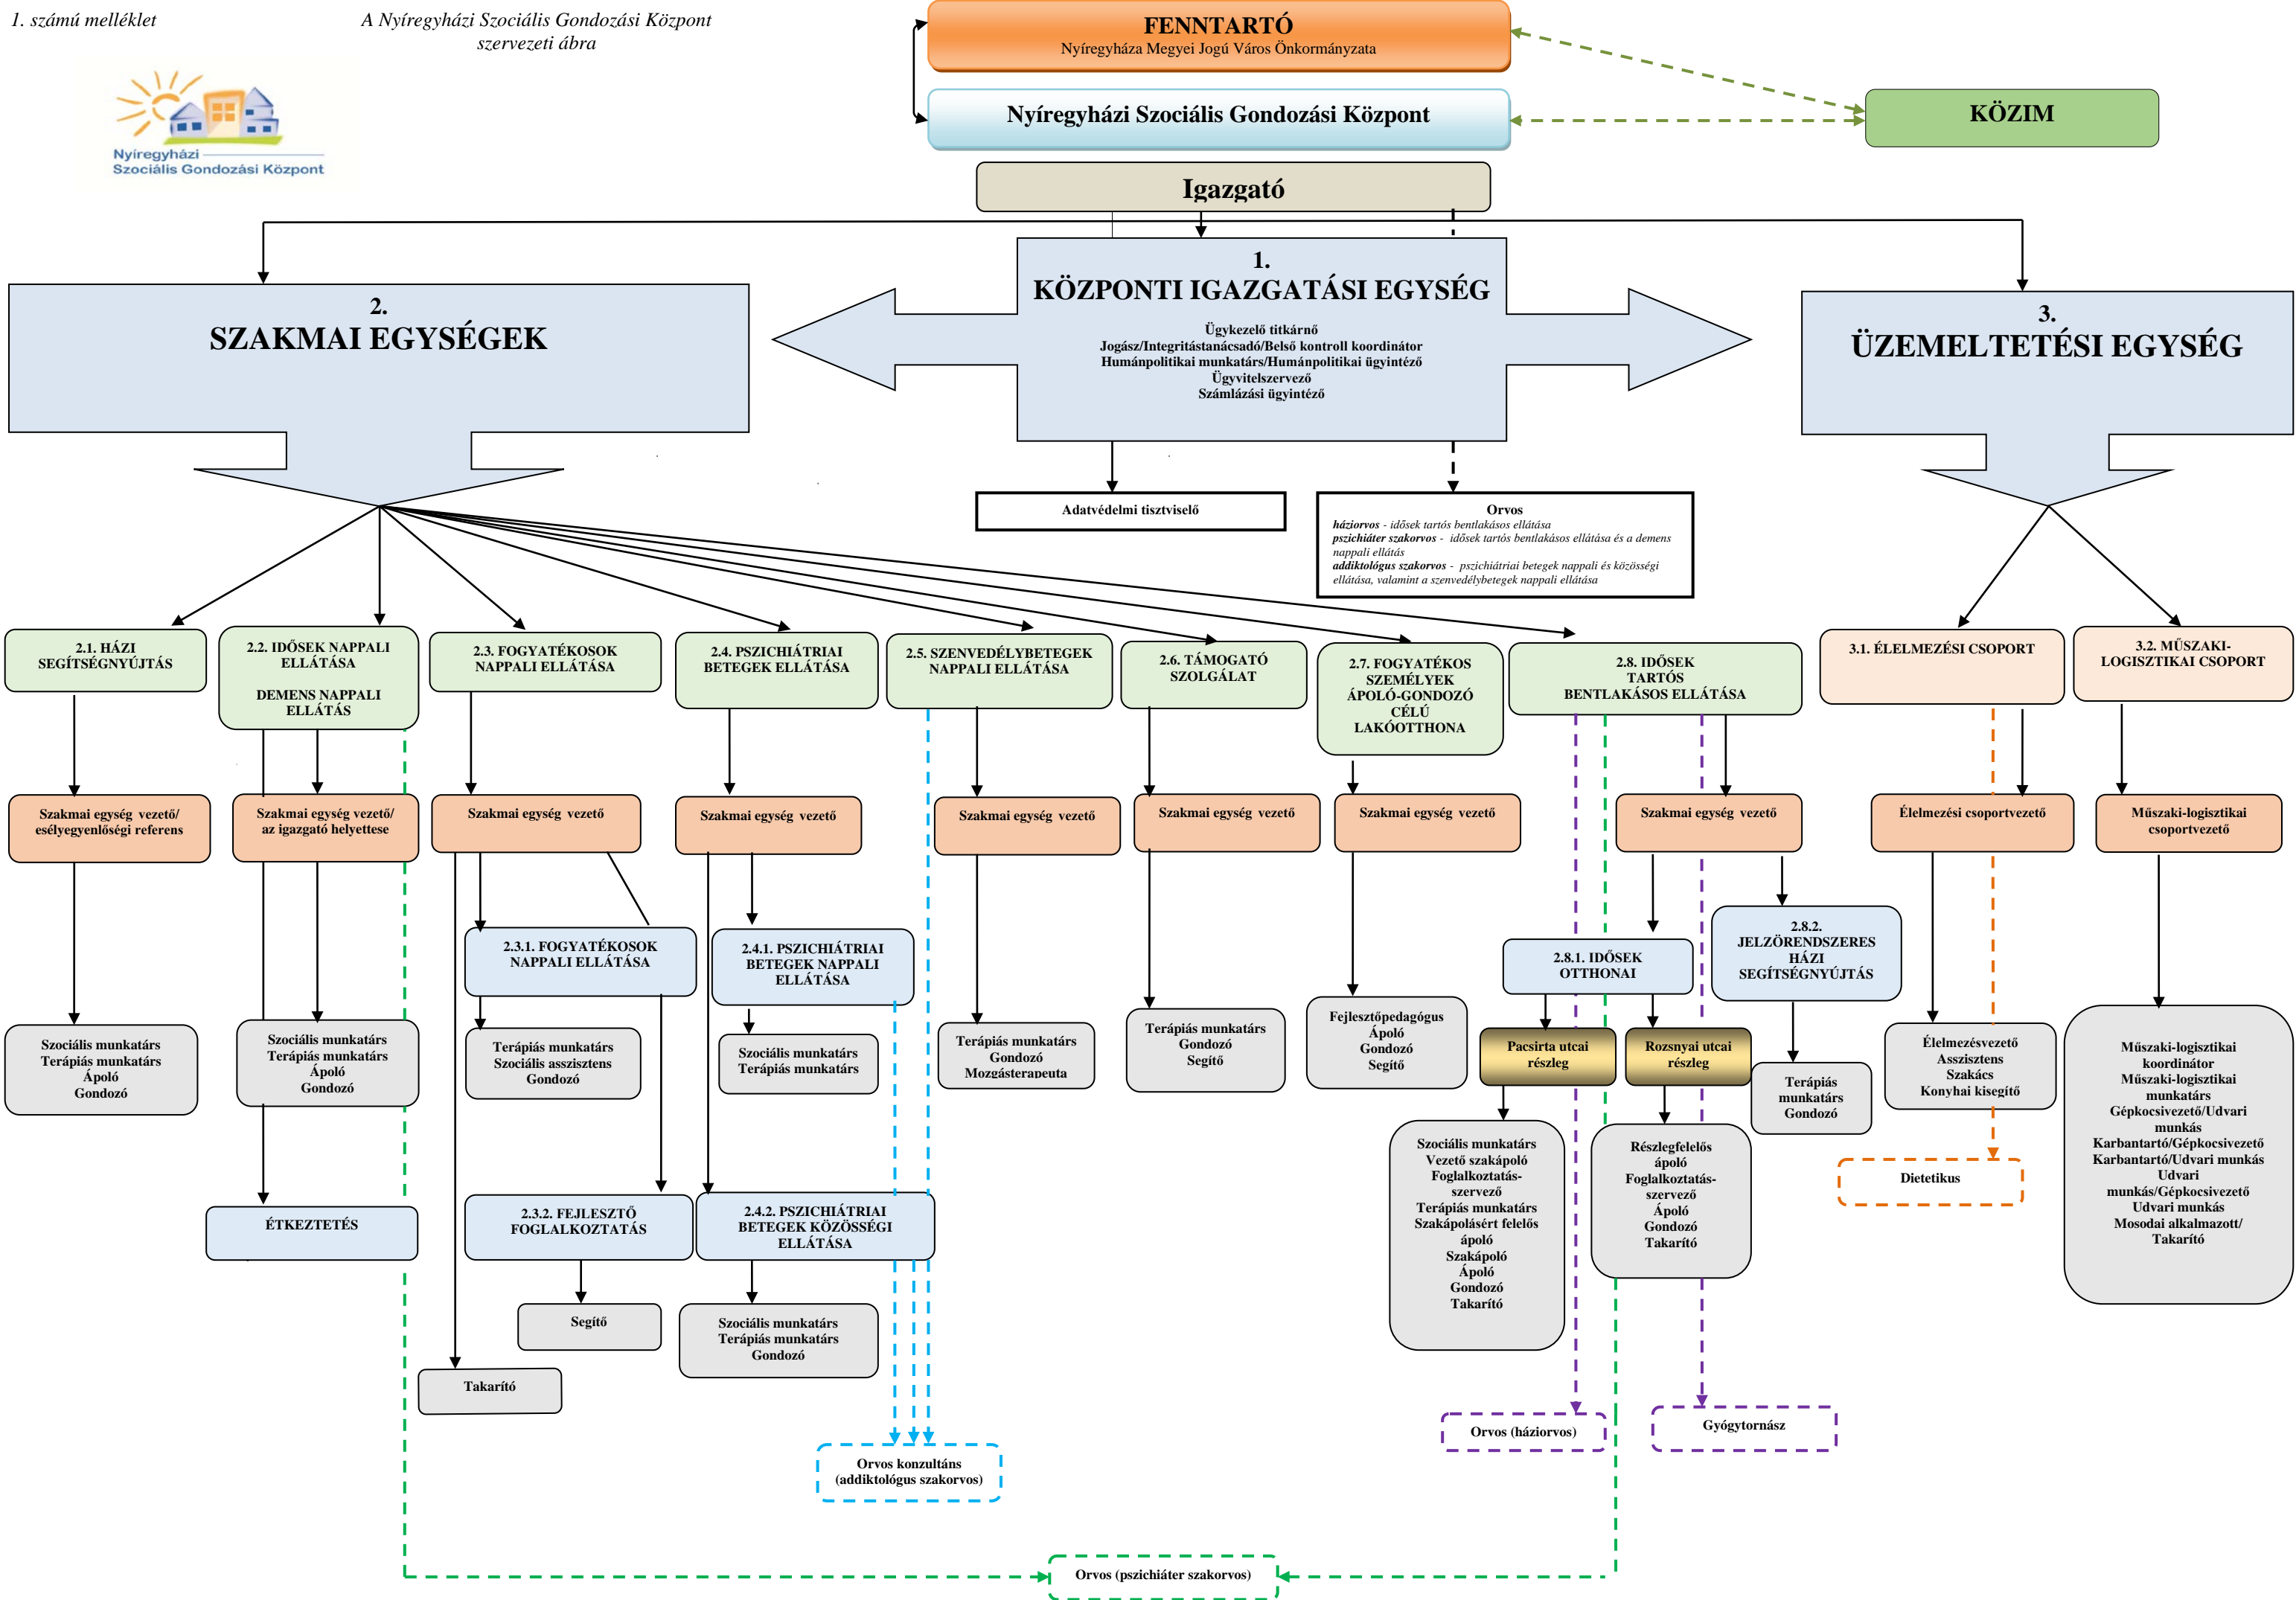 1. számú melléklet
A Nyíregyházi Szociális Gondozási Központ
szervezeti ábra
Nyíregyházi
Szociális Gondozási Központ
FENNTARTÓ
Nyíregyháza Megyei Jogú Város Önkormányzata
Nyíregyházi Szociális Gondozási Központ
KÖZIM
Igazgató
1.
KÖZPONTI IGAZGATÁSI EGYSÉG
Ügykezelő titkárnő
Jogász/Integritástanácsadó/Belső kontroll koordinátor
Humánpolitikai munkatárs/Humánpolitikai ügyintéző
Ügyvitelszervező
Számlázási ügyintéző
2.
SZAKMAI EGYSÉGEK
3.
ÜZEMELTETÉSI EGYSÉG
Adatvédelmi tisztviselő
Orvos
háziorvos - idősek tartós bentlakásos ellátása
pszichiáter szakorvos - idősek tartós bentlakásos ellátása és a demens
nappali ellátás
addiktológus szakorvos - pszichiátriai betegek nappali és közösségi
ellátása, valamint a szenvedélybetegek nappali ellátása
2.1. HÁZI
SEGÍTSÉGNYÚJTÁS
2.2. IDŐSEK NAPPALI
ELLÁTÁSA
DEMENS NAPPALI
ELLÁTÁS
2.3. FOGYATÉKOSOK
NAPPALI ELLÁTÁSA
2.4. PSZICHIÁTRIAI
BETEGEK ELLÁTÁSA
2.5. SZENVEDÉLYBETEGEK
NAPPALI ELLÁTÁSA
2.6. TÁMOGATÓ
SZOLGÁLAT
2.7. FOGYATÉKOS
SZEMÉLYEK
ÁPOLÓ-GONDOZÓ
CÉLÚ
LAKÓOTTHONA
2.8. IDŐSEK
TARTÓS
BENTLAKÁSOS ELLÁTÁSA
3.1. ÉLELMEZÉSI CSOPORT
3.2. MŰSZAKI-
LOGISZTIKAI CSOPORT
Szakmai egység vezető/
esélyegyenlőségi referens
Szakmai egység vezető/
az igazgató helyettese
Szakmai egység vezető
Szakmai egység vezető
Szakmai egység vezető
Szakmai egység vezető
Szakmai egység vezető
Szakmai egység vezető
Élelmezési csoportvezető
Műszaki-logisztikai
csoportvezető
2.3.1. FOGYATÉKOSOK
NAPPALI ELLÁTÁSA
2.4.1. PSZICHIÁTRIAI
BETEGEK NAPPALI
ELLÁTÁSA
2.8.1. IDŐSEK
OTTHONAI
2.8.2.
JELZŐRENDSZERES
HÁZI
SEGÍTSÉGNYÚJTÁS
Szociális munkatárs
Terápiás munkatárs
Ápoló
Gondozó
Szociális munkatárs
Terápiás munkatárs
Ápoló
Gondozó
Terápiás munkatárs
Szociális asszisztens
Gondozó
Szociális munkatárs
Terápiás munkatárs
Terápiás munkatárs
Gondozó
Mozgásterapeuta
Terápiás munkatárs
Gondozó
Segítő
Fejlesztőpedagógus
Ápoló
Gondozó
Segítő
Pacsirta utcai
részleg
Rozsnyai utcai
részleg
Terápiás
munkatárs
Gondozó
Élelmezésvezető
Asszisztens
Szakács
Konyhai kisegítő
Műszaki-logisztikai
koordinátor
Műszaki-logisztikai
munkatárs
Gépkocsivezető/Udvari
munkás
Karbantartó/Gépkocsivezető
Karbantartó/Udvari munkás
Udvari
munkás/Gépkocsivezető
Udvari munkás
Mosodai alkalmazott/
Takarító
Szociális munkatárs
Vezető szakápoló
Foglalkoztatás-
szervező
Terápiás munkatárs
Szakápolásért felelős
ápoló
Szakápoló
Ápoló
Gondozó
Takarító
Részlegfelelős
ápoló
Foglalkoztatás-
szervező
Ápoló
Gondozó
Takarító
Dietetikus
ÉTKEZTETÉS
2.3.2. FEJLESZTŐ
FOGLALKOZTATÁS
2.4.2. PSZICHIÁTRIAI
BETEGEK KÖZÖSSÉGI
ELLÁTÁSA
Segítő
Szociális munkatárs
Terápiás munkatárs
Gondozó
Takarító
Orvos konzultáns
(addiktológus szakorvos)
Orvos (háziorvos)
Gyógytornász
Orvos (pszichiáter szakorvos)